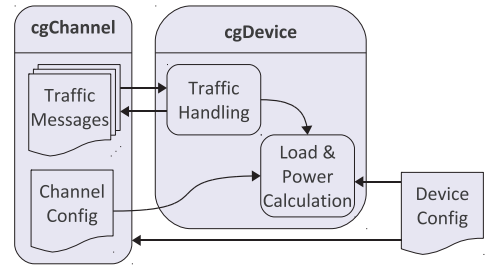 cgChannel
cgDevice
Traffic
Messages
Traffic
Handling
Load &
Power
Calculation
Channel
Config
Device
Config